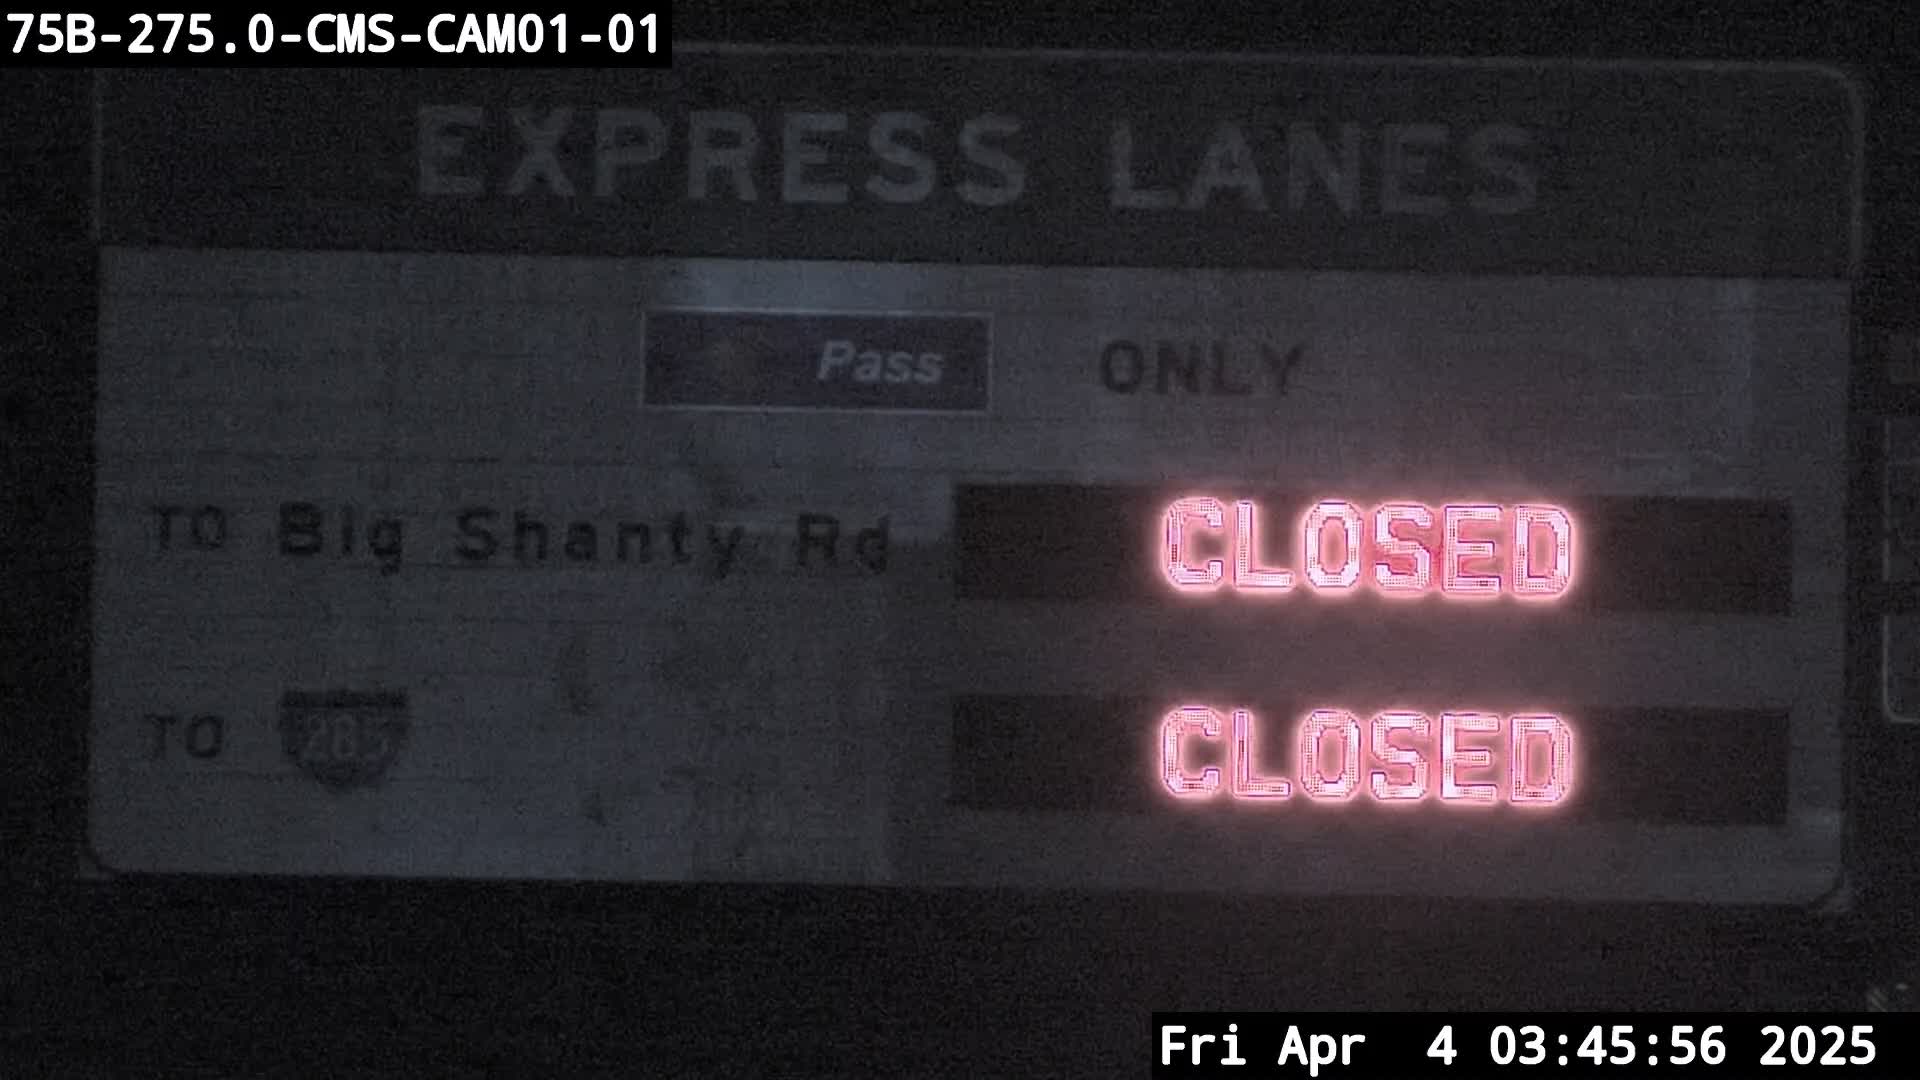 75B-275.0-CMS-CAM01-01
EXPRESS LANES
Pass ONLY
TO Big Shanty Rd CLOSED
TO 285 CLOSED
Fri Apr 4 03:45:56 2025